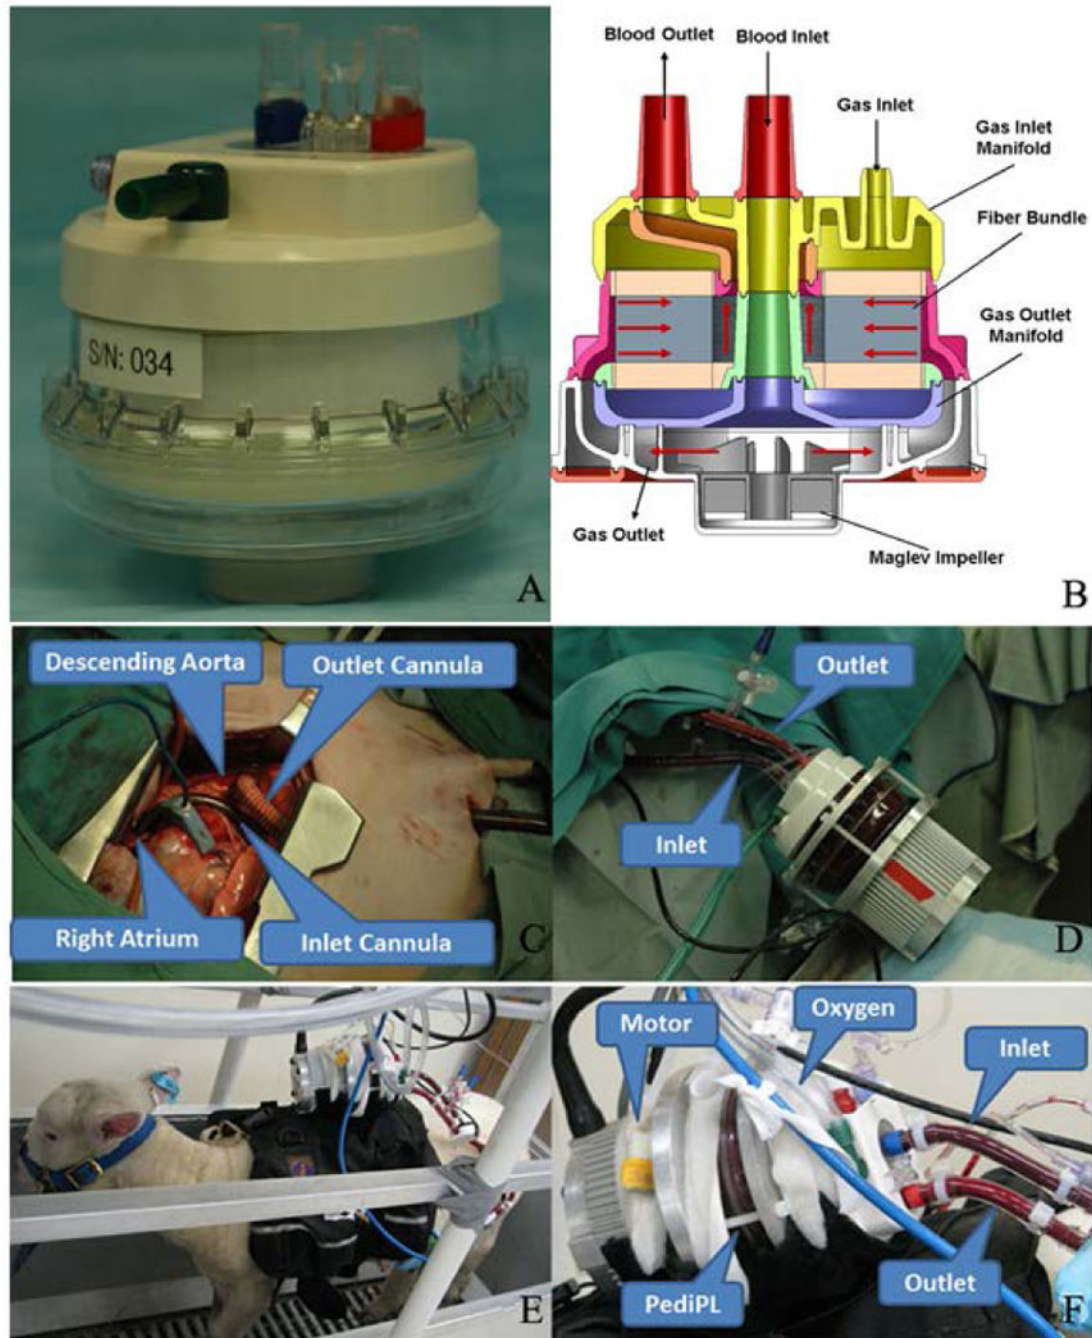 S/N: 034
A
Blood Outlet
Blood Inlet
Gas Inlet
Gas Inlet
Manifold
Fiber Bundle
Gas Outlet
Manifold
Gas Outlet
Maglev Impeller
B
Descending Aorta
Outlet Cannula
Right Atrium
Inlet Cannula
C
Outlet
Inlet
D
E
Motor
Oxygen
Inlet
PediPL
Outlet
F